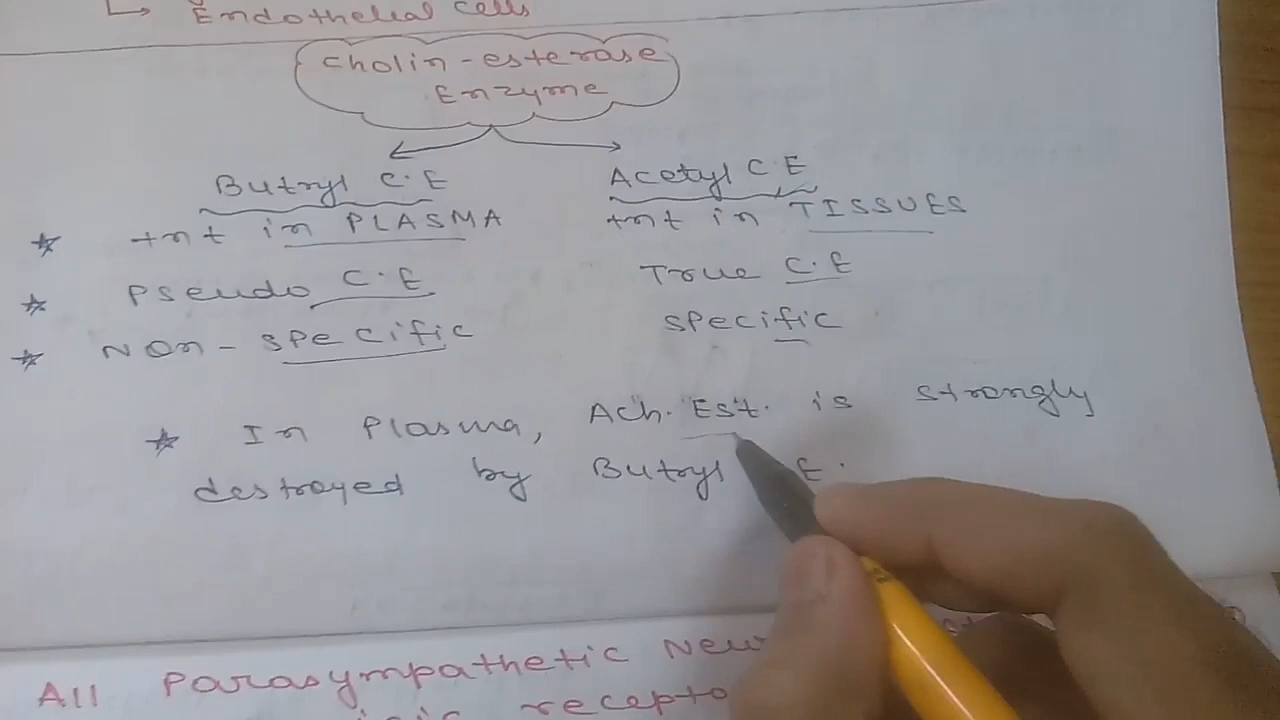 ↳ Endothelial cells
Cholin-esterase
Enzyme
Butryl C.E
Acetyl C E
★ +nt in PLASMA
+nt in TISSUES
★ Pseudo C.E
True C.E
★ Non-specific
specific
★ In Plasma, Ach. Est. is strongly
destroyed by Butryl E.
All Parasympathetic
recepto